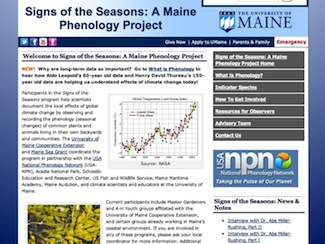 Signs of the Seasons: A Maine
Phenology Project
THE UNIVERSITY OF
MAINE
Give Now | Apply to UMaine | Parents & Family
Emergency
Welcome to Signs of the Seasons: A Maine Phenology Project
NEW! Why are long-term data so important? Go to What is Phenology to
hear how Aldo Leopold's 60-year old data and Henry David Thoreau's 150-
year old data are helping us understand effects of climate change today!
Participants in the Signs of the
Seasons program help scientists
document the local effects of global
climate change by observing and
recording the phenology (seasonal
changes) of common plants and
animals living in their own backyards
and communities. The University of
Maine Cooperative Extension
and Maine Sea Grant coordinate
the program in partnership with the USA
National Phenology Network (USA-
NPN), Acadia National Park, Schoodic
Education and Research Center, US Fish and Wildlife Service, Maine Maritime
Academy, Maine Audubon, and climate scientists and educators at the University of
Maine.
Global Temperature Land-Ocean Index
Source: NASA
Current participants include Master Gardeners
and 4-H Youth groups affiliated with the
University of Maine Cooperative Extension,
and certain groups already working in Maine's
coastal environment. If you are involved in
any of these programs, please ask your local
coordinator for more information. Additional
Signs of the Seasons: A Maine
Phenology Project Home
What is Phenology?
Indicator Species
How To Get Involved
Resources for Observers
Advisory Team
Contact Us
USA
npn
National Phenology Network
Taking the Pulse of Our Planet
Signs of the Seasons: News &
Notes
Interview with Dr. Abe Miller-
Rushing, Part II
Interview with Dr. Abe Miller-
Rushing, Part I